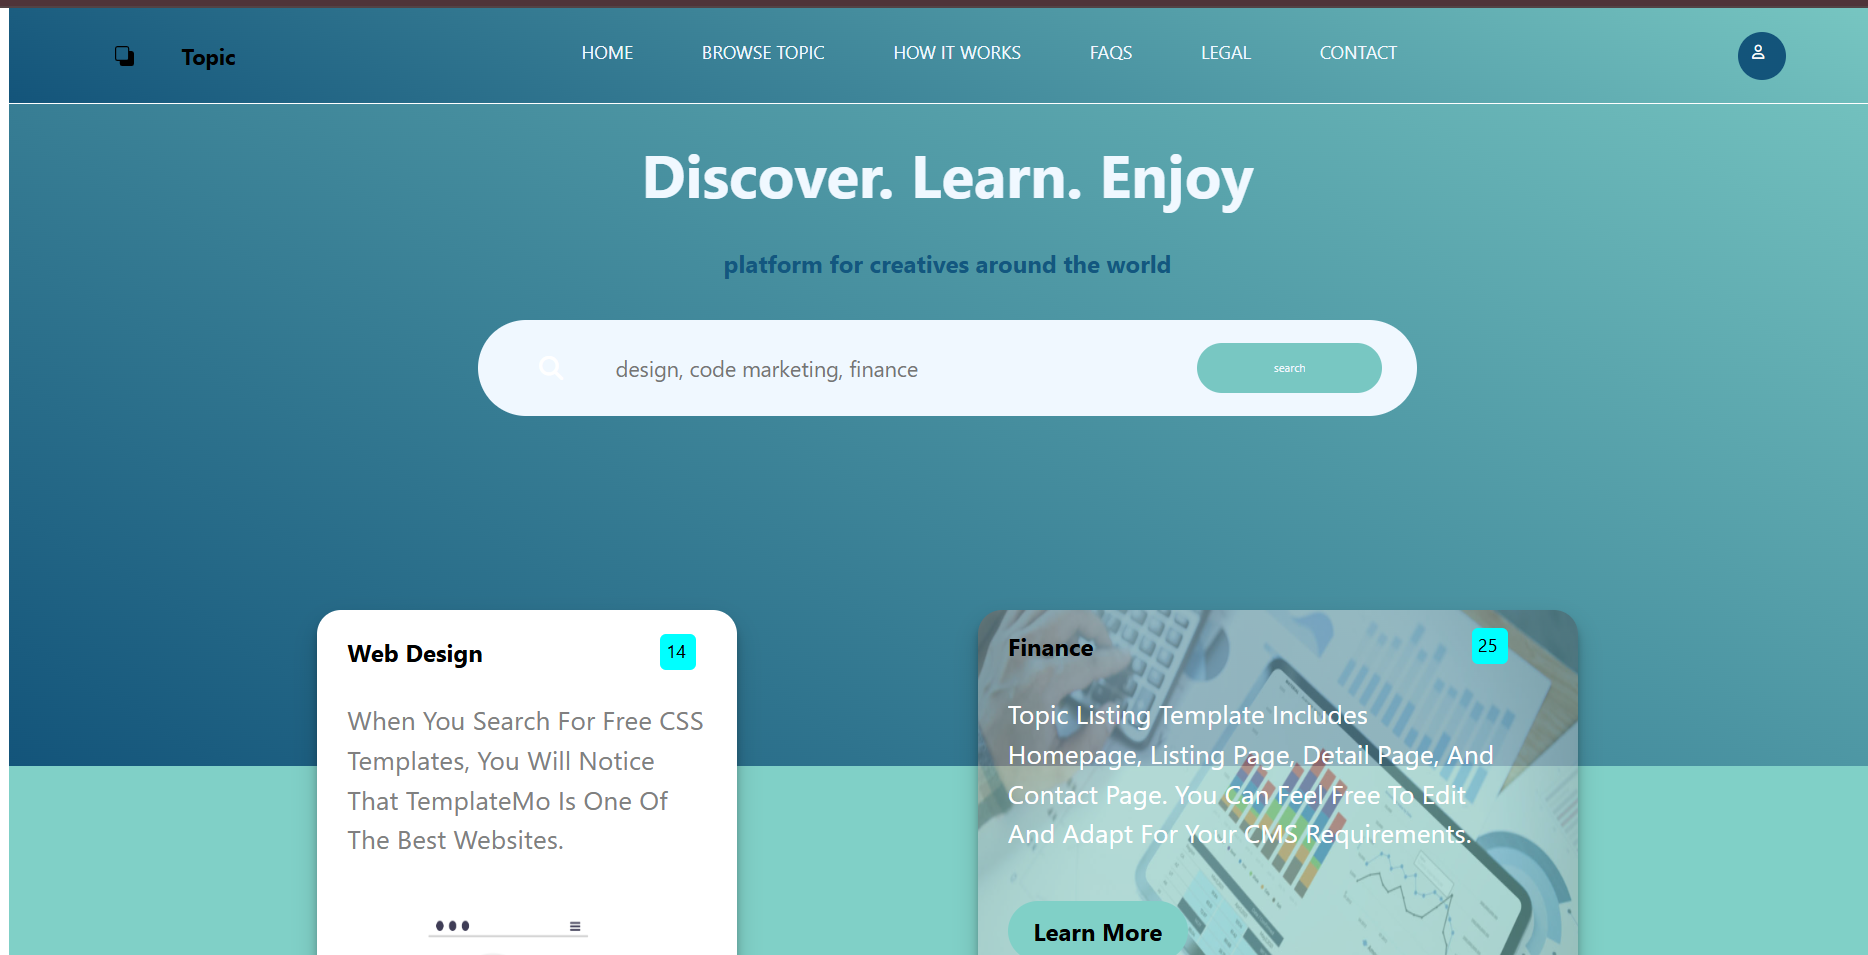 Topic
HOME
BROWSE TOPIC
HOW IT WORKS
FAQS
LEGAL
CONTACT
Discover. Learn. Enjoy
platform for creatives around the world
design, code marketing, finance
search
Web Design
14
When You Search For Free CSS
Templates, You Will Notice
That TemplateMo Is One Of
The Best Websites.
Finance
25
Topic Listing Template Includes
Homepage, Listing Page, Detail Page, And
Contact Page. You Can Feel Free To Edit
And Adapt For Your CMS Requirements.
Learn More